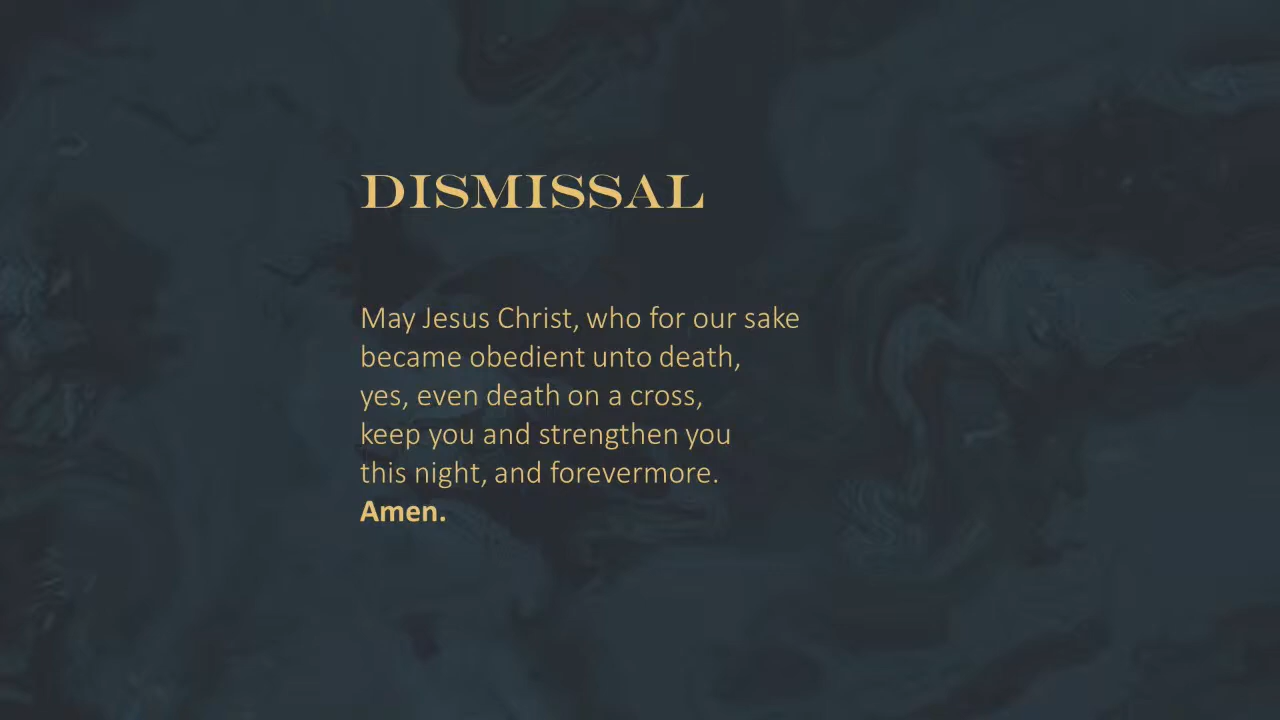 DISMISSAL
May Jesus Christ, who for our sake
became obedient unto death,
yes, even death on a cross,
keep you and strengthen you
this night, and forevermore.
Amen.